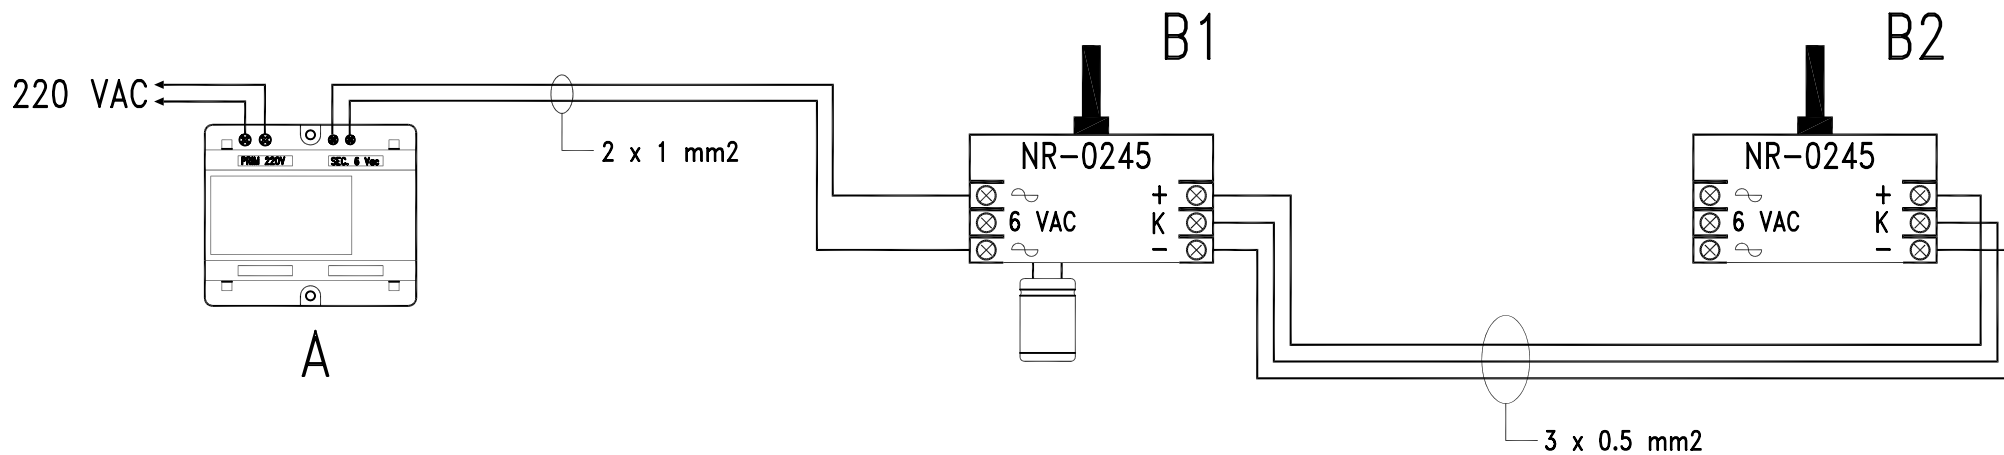 B1
B2
220 VAC
PRIM 220V
SEC. 6 Vac
2 x 1 mm2
NR-0245
+
6 VAC
K
-
NR-0245
+
6 VAC
K
-
A
3 x 0.5 mm2